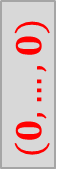 (0, ..., 0)